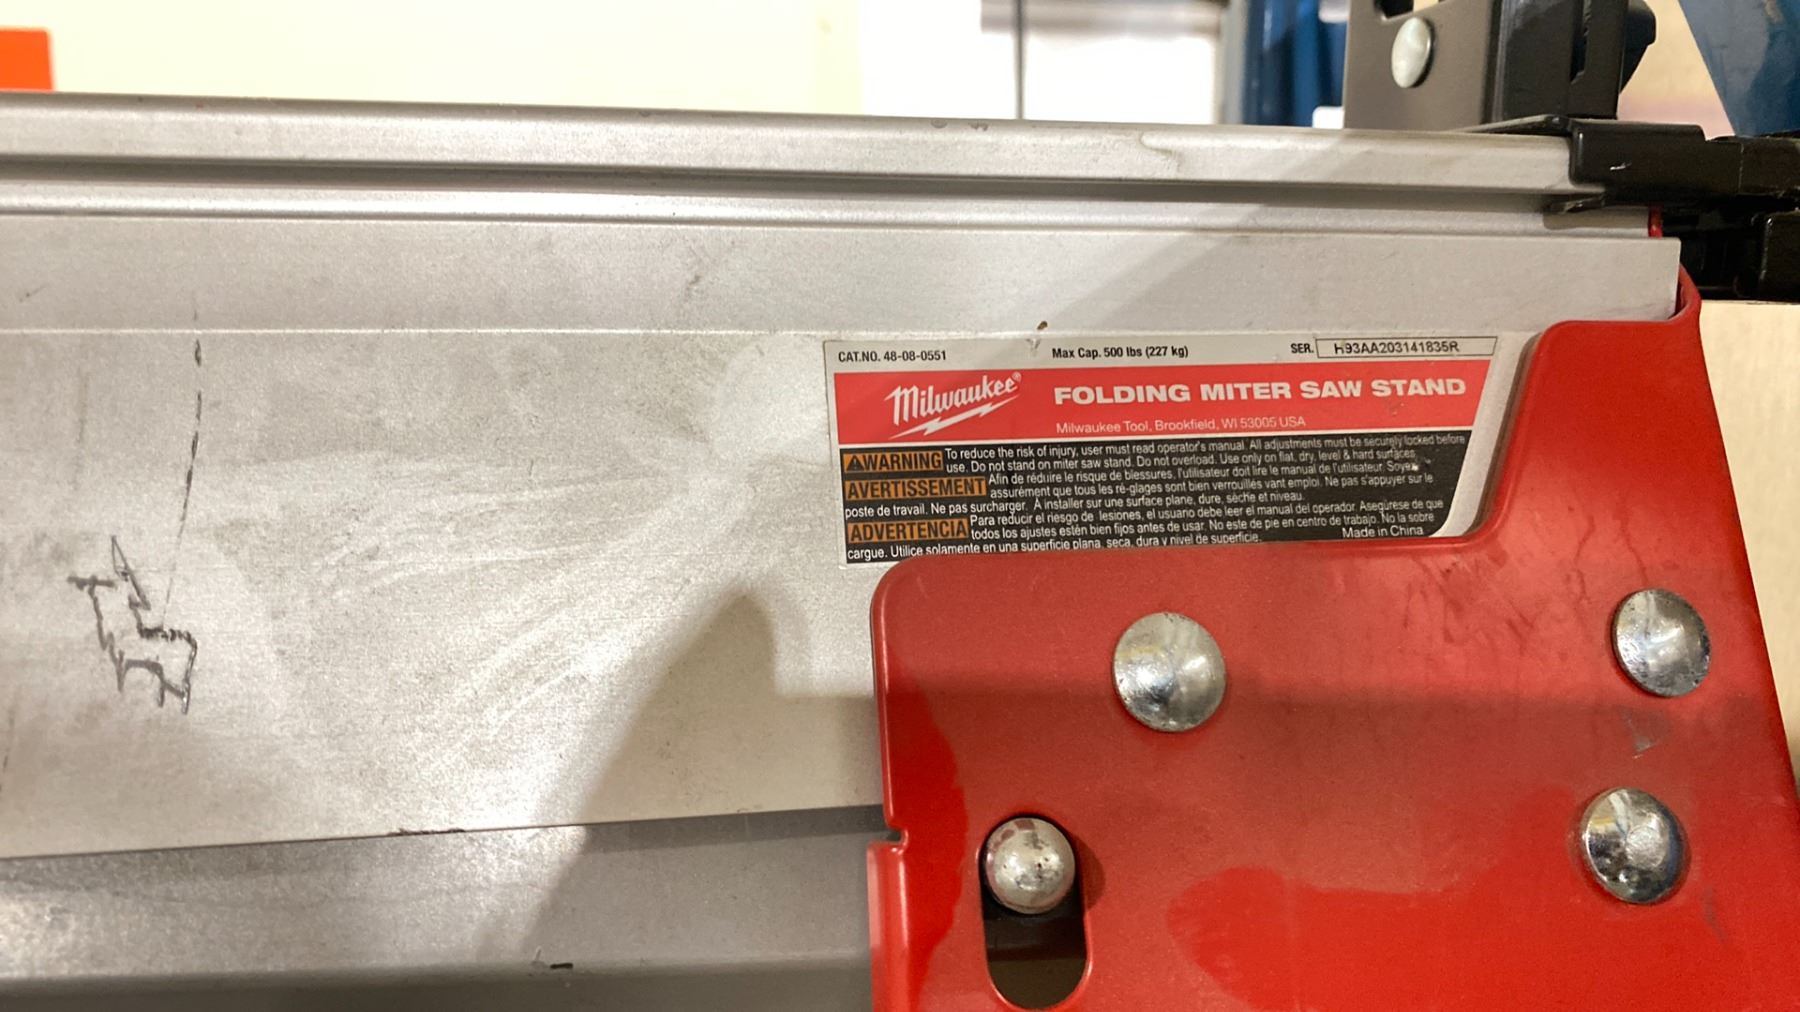 CAT.NO. 48-08-0551 Max Cap. 500 lbs (227 kg) SER. H93AA203141835R
Milwaukee® FOLDING MITER SAW STAND
Milwaukee Tool, Brookfield, WI 53005 USA
⚠WARNING To reduce the risk of injury, user must read operator's manual. All adjustments must be securely locked before
use. Do not stand on miter saw stand. Do not overload. Use only on flat, dry, level & hard surfaces.
AVERTISSEMENT Afin de réduire le risque de blessures, l'utilisateur doit lire le manual de l'utilisateur. Soyez
assurément que tous les ré-glages sont bien verrouillés vant emploi. Ne pas s'appuyer sur le
poste de travail. Ne pas surcharger. A installer sur une surface plane, dure, sèche et niveau.
ADVERTENCIA Para reducir el riesgo de lesiones, el usuario debe leer el manual del operador. Asegúrese de que
todos los ajustes estén bien fijos antes de usar. No este de pie en centro de trabajo. No la sobre
cargue. Utilice solamente en una superficie plana, seca, dura y nivel de superficie. Made in China